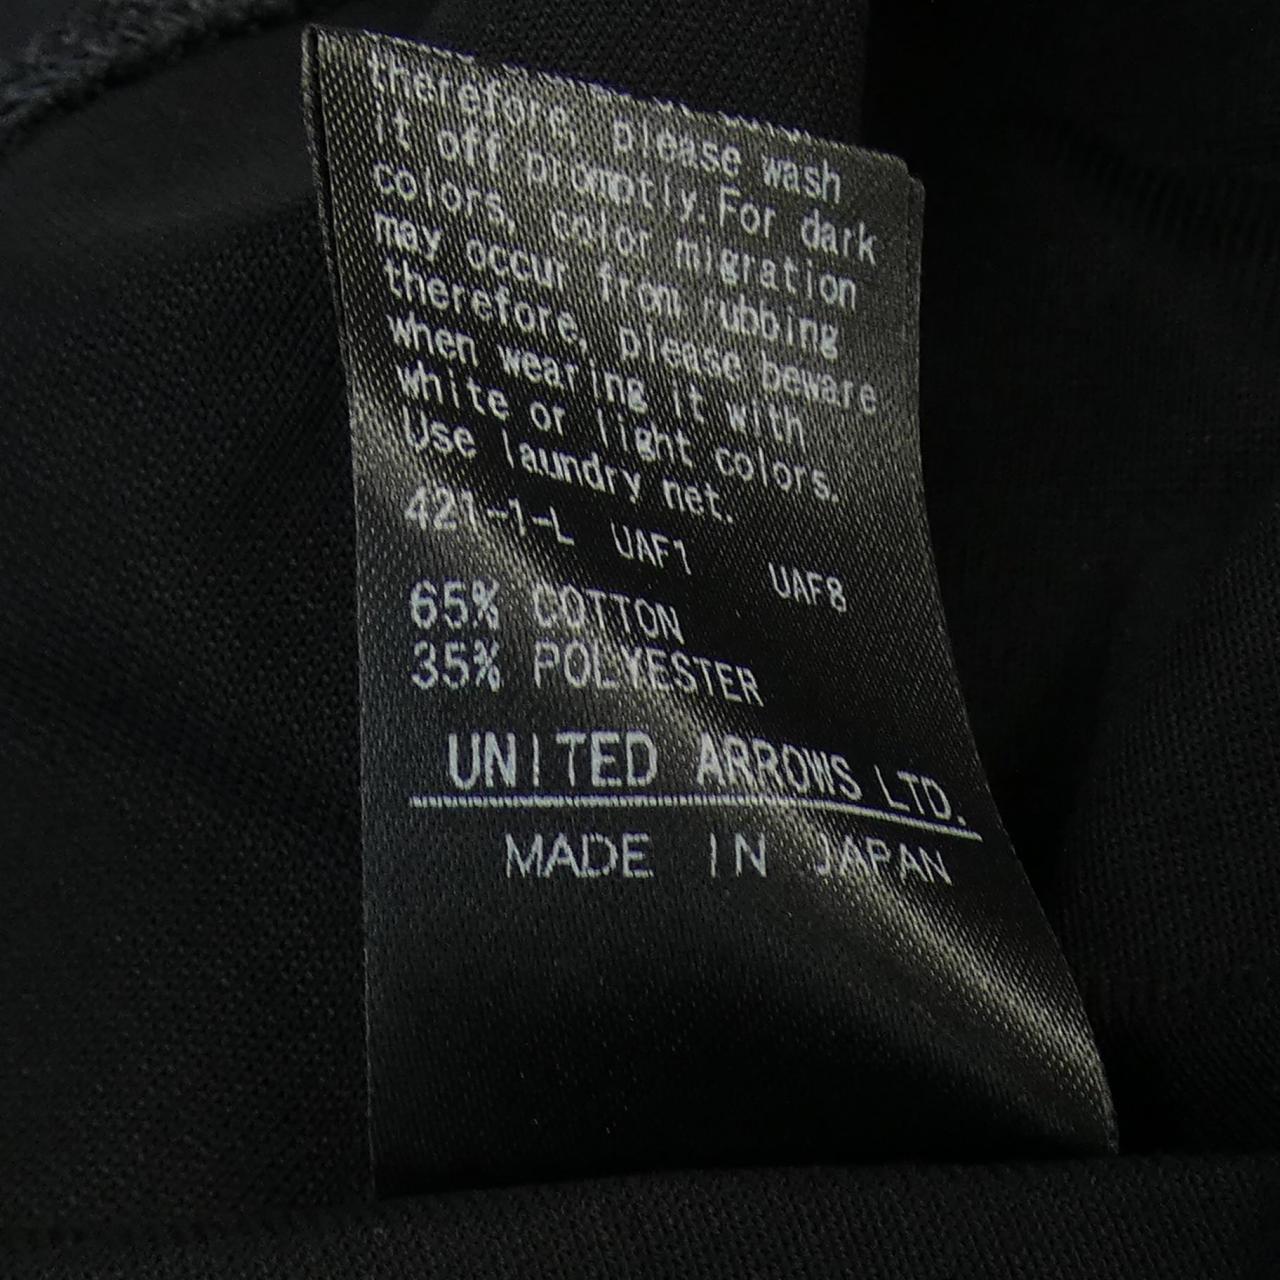 therefore, please wash
it off promptly. For dark
colors, color migration
may occur from rubbing
therefore, please beware
when wearing it with
white or light colors.
Use laundry net.
421-1-L UAF1 UAF8
65% COTTON
35% POLYESTER
UNITED ARROWS LTD.
MADE IN JAPAN